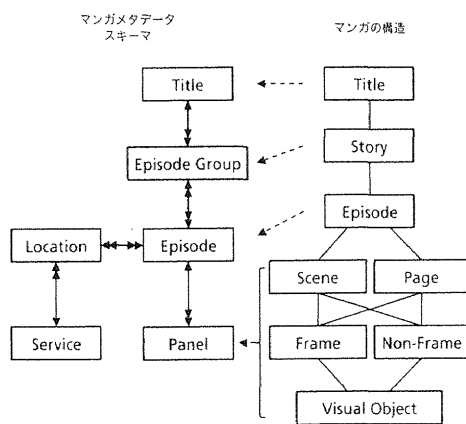 マンガメタデータ
スキーマ
マンガの構造
Title
Title
Episode Group
Story
Location
Episode
Episode
Scene
Page
Service
Panel
Frame
Non-Frame
Visual Object